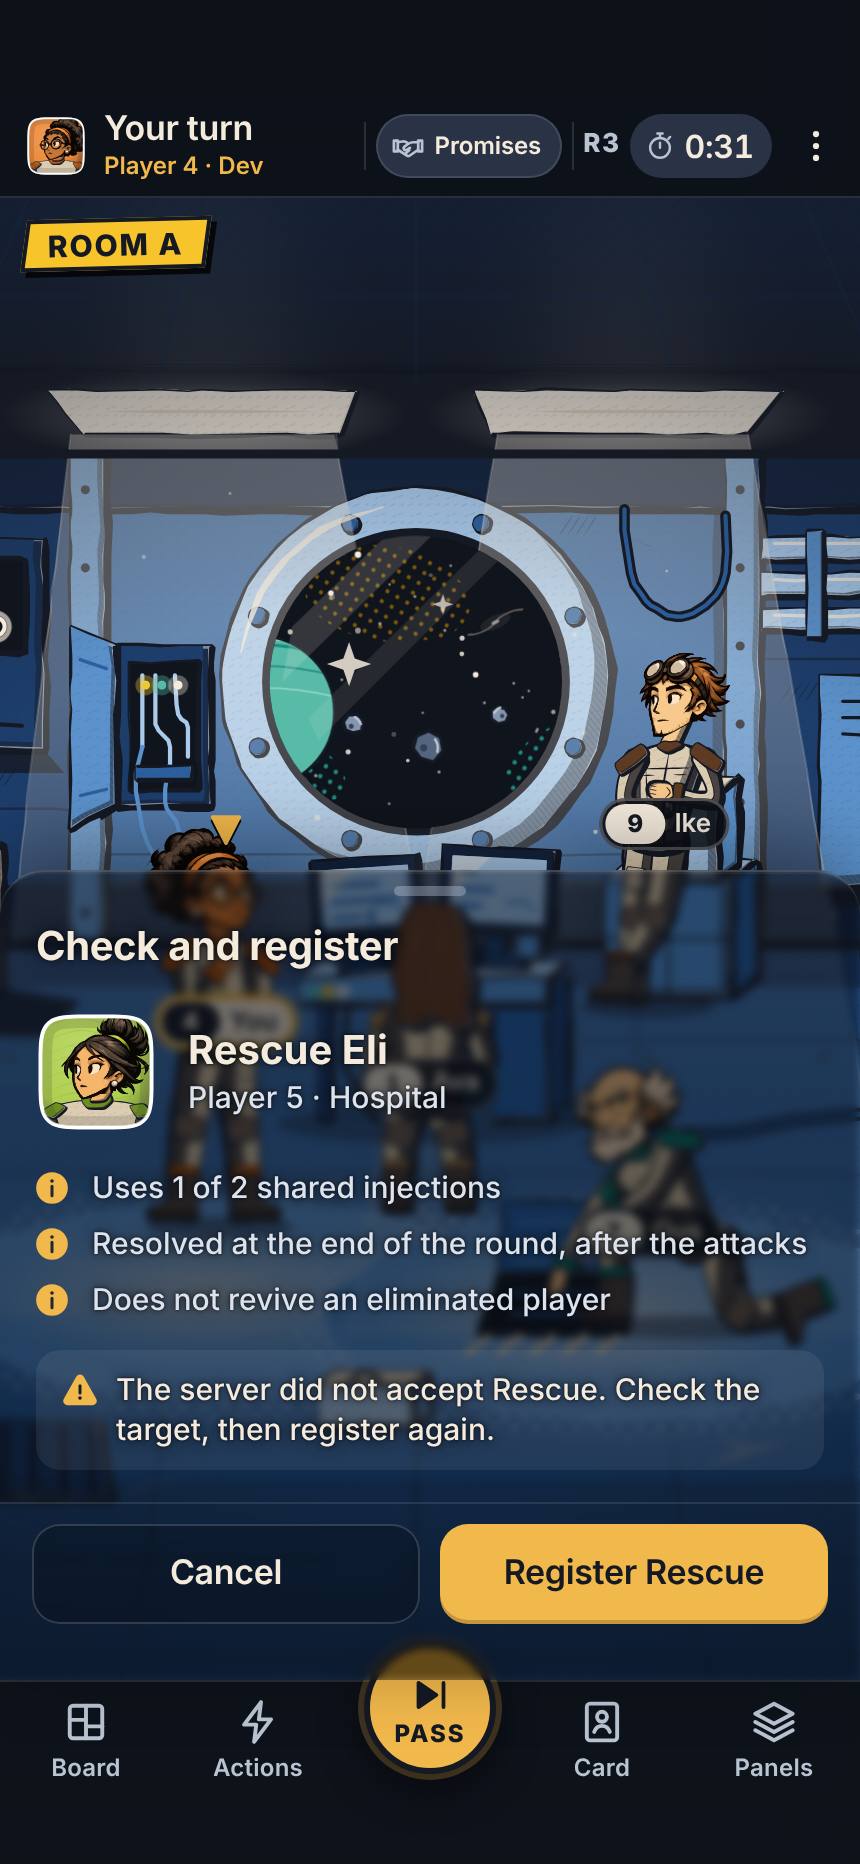 Your turn
Player 4 · Dev
Promises
R3
0:31
ROOM A
9 Ike
Check and register
4 You
Rescue Eli
Player 5 · Hospital
Uses 1 of 2 shared injections
Resolved at the end of the round, after the attacks
Does not revive an eliminated player
The server did not accept Rescue. Check the
target, then register again.
Cancel
Register Rescue
PASS
Board
Actions
Card
Panels